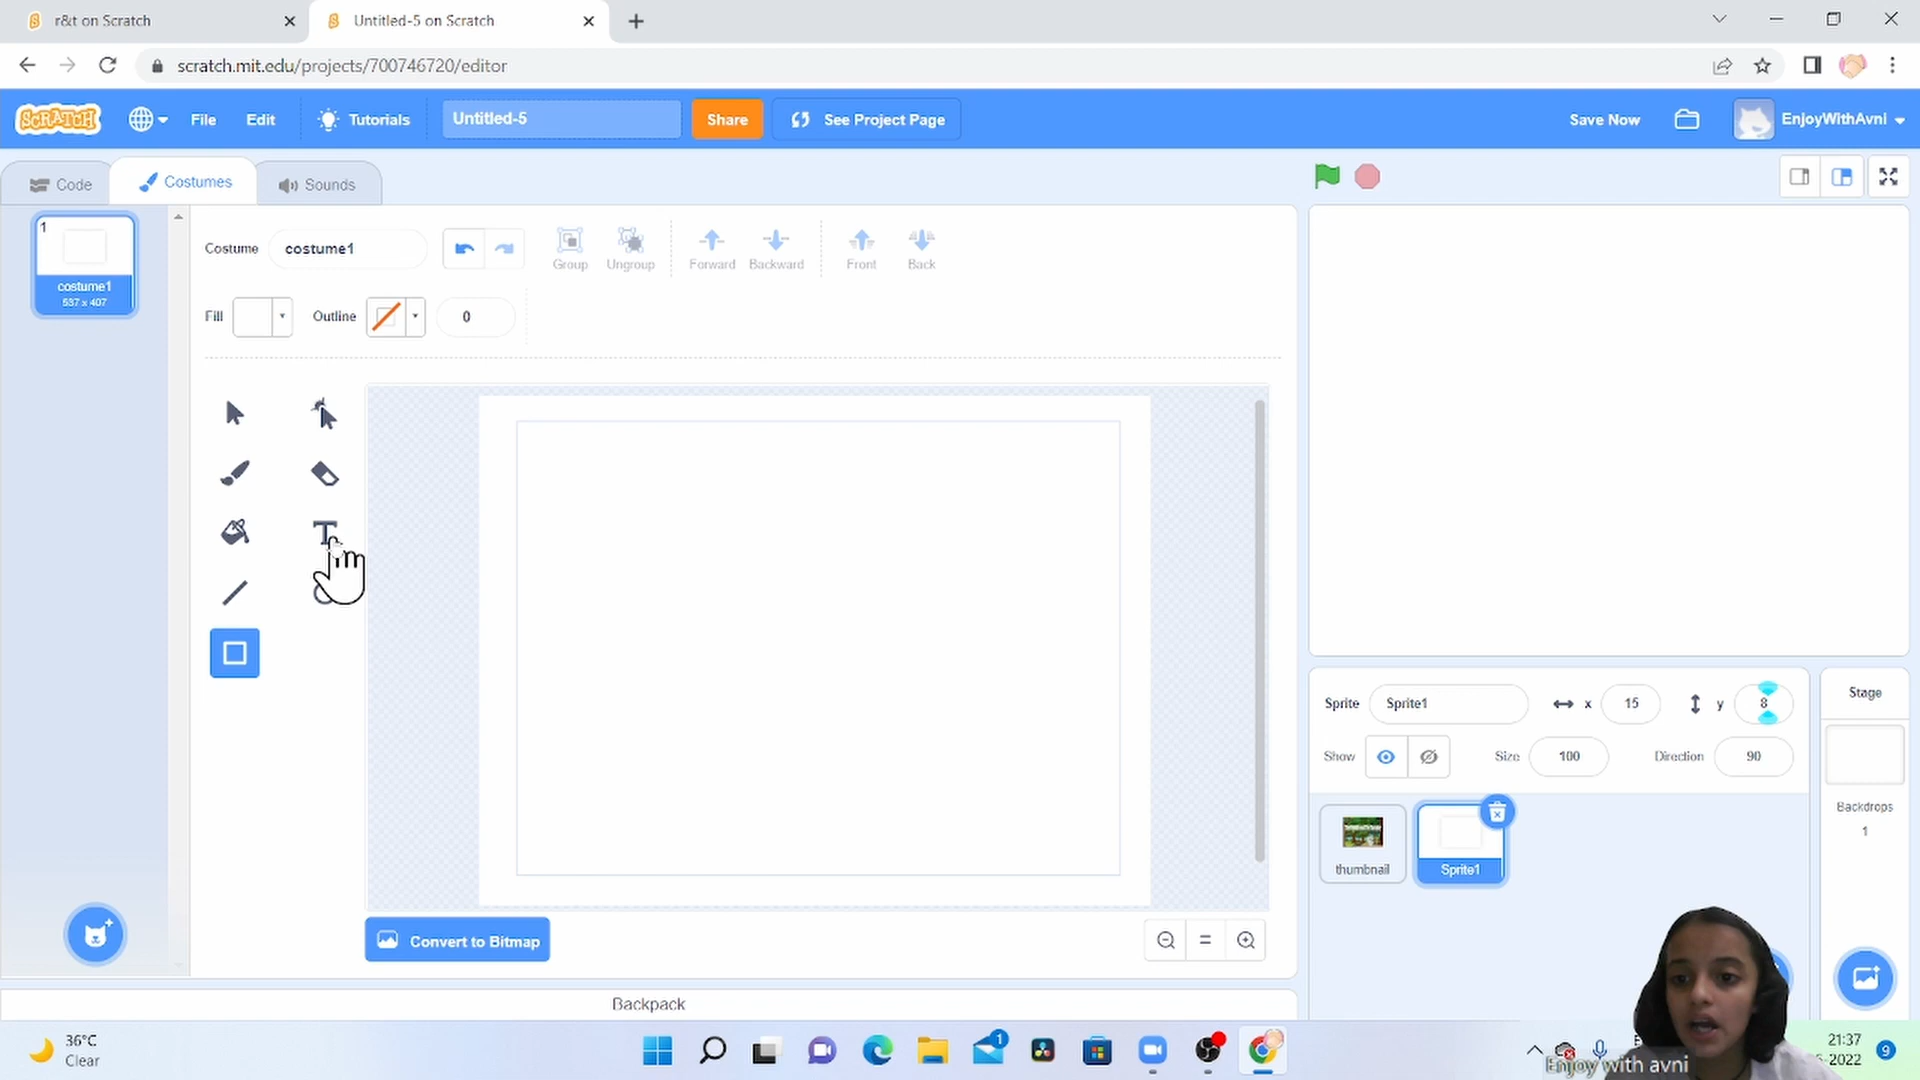 r&t on Scratch
Untitled-5 on Scratch
scratch.mit.edu/projects/700746720/editor
SCRATCH
File
Edit
Tutorials
Untitled-5
Share
See Project Page
Save Now
EnjoyWithAvni
Code
Costumes
Sounds
1
costume1
537 x 407
Costume
costume1
Group
Ungroup
Forward
Backward
Front
Back
Fill
Outline
0
T
Convert to Bitmap
Backpack
Sprite
Sprite1
x
15
y
8
Show
Size
100
Direction
90
thumbnail
Sprite1
Stage
Backdrops
1
36°C
Clear
1
21:37
-2022
9
Enjoy with avni